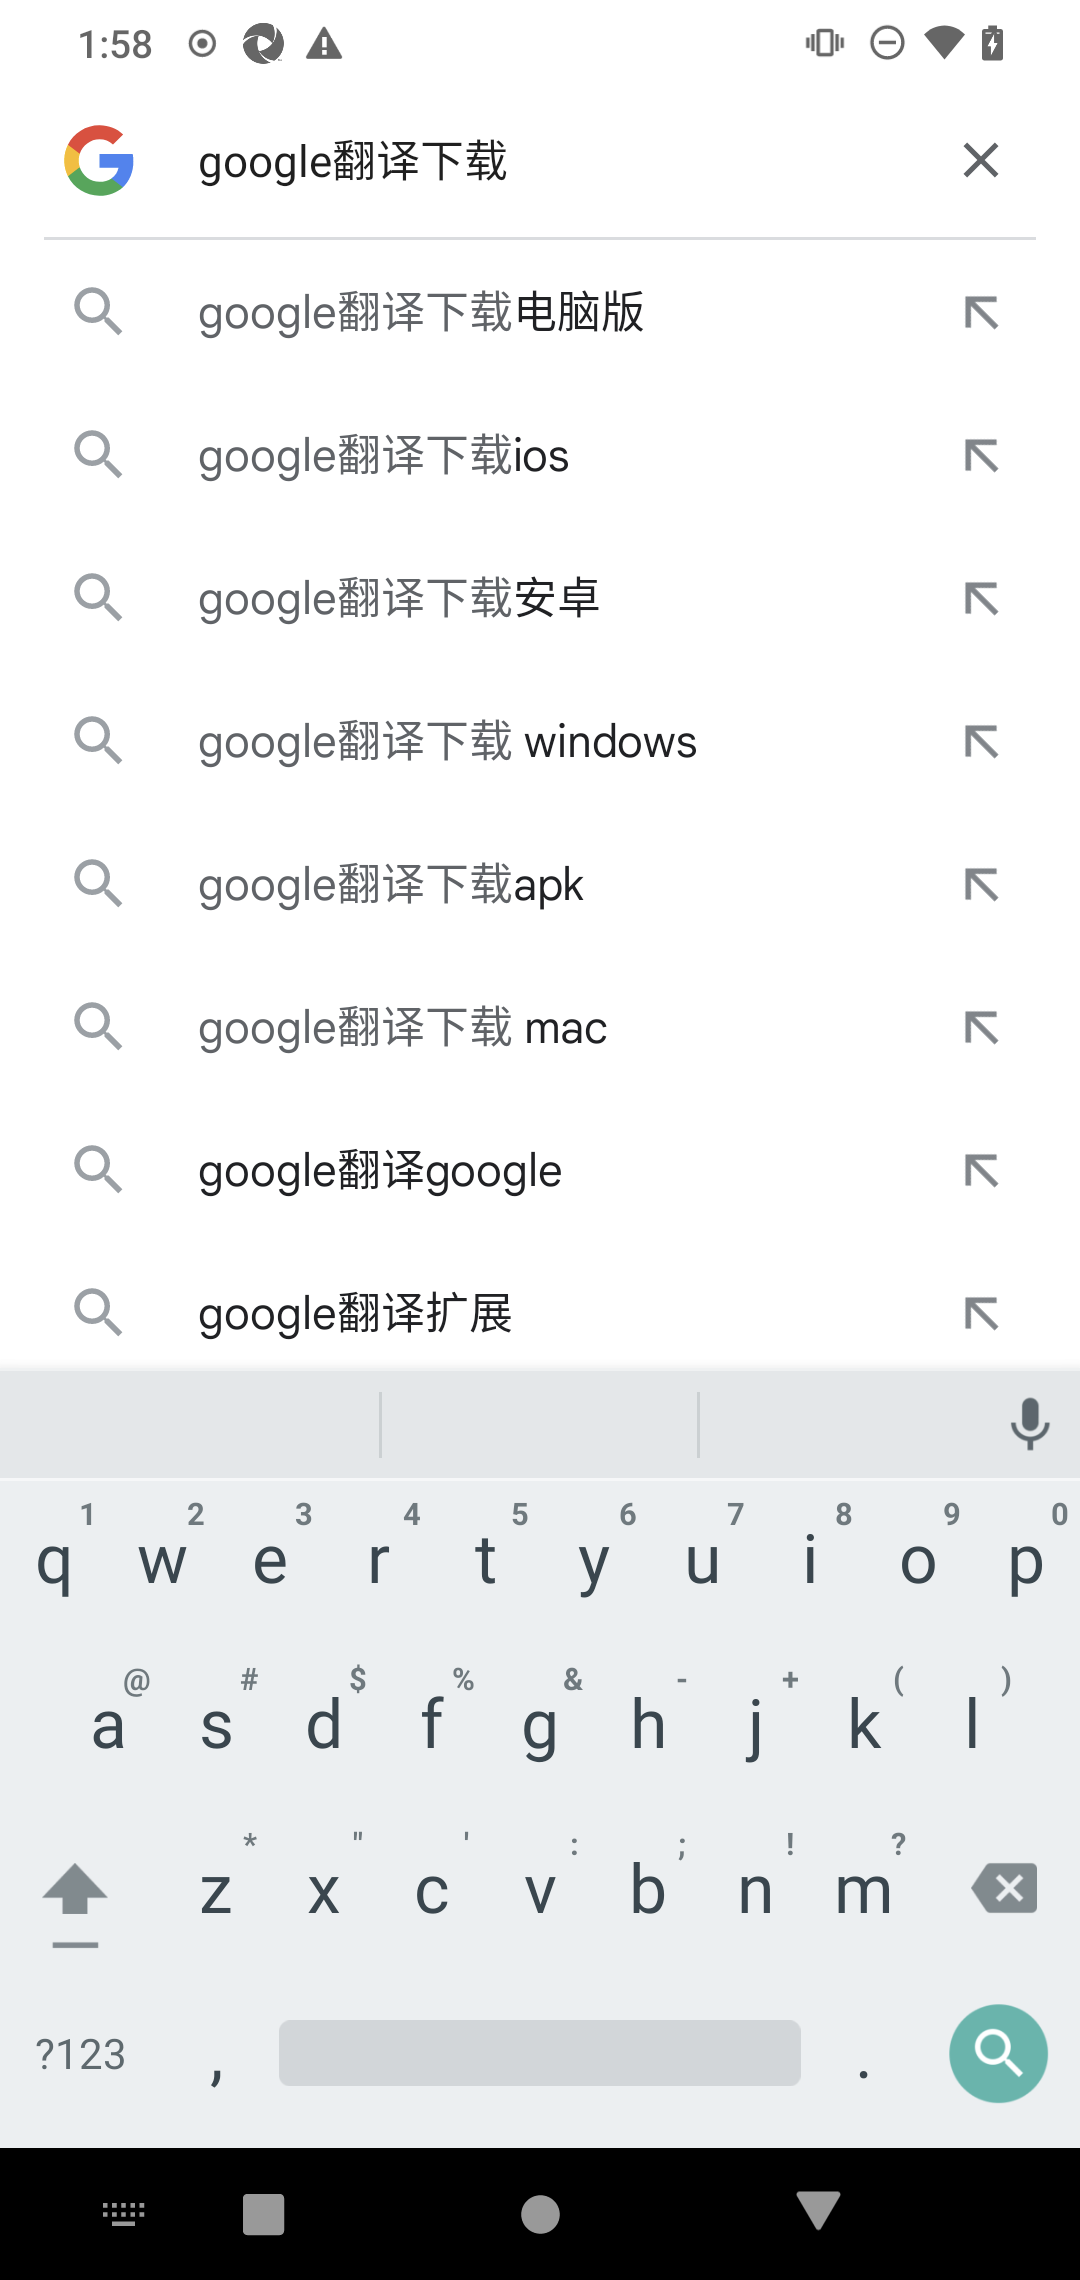 1:58
google翻译下载
google翻译下载电脑版
google翻译下载ios
google翻译下载安卓
google翻译下载 windows
google翻译下载apk
google翻译下载 mac
google翻译google
google翻译扩展
1 2 3 4 5 6 7 8 9 0
q w e r t y u i o p
@ # $ % & - + ( )
a s d f g h j k l
* " ' : ; ! ?
z x c v b n m
?123 , .